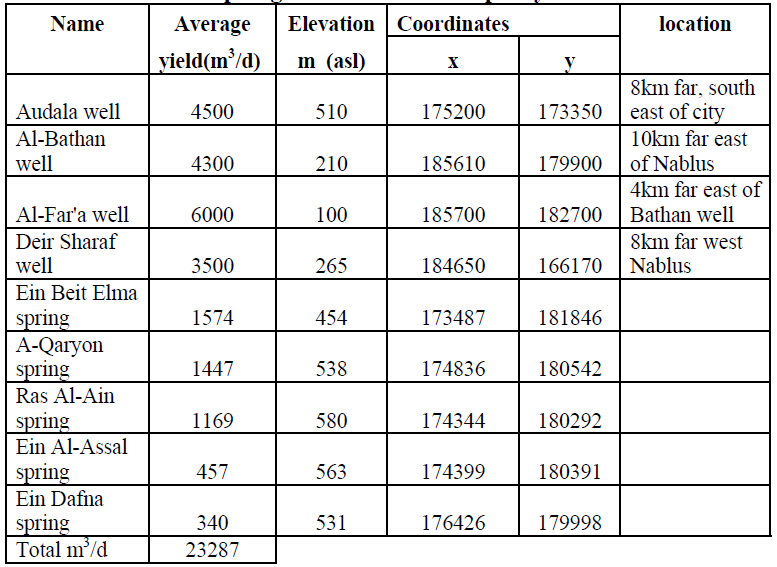 Name Average Elevation Coordinates location
yield(m³/d) m (asl) x y
8km far, south
Audala well 4500 510 175200 173350 east of city
Al-Bathan 10km far east
well 4300 210 185610 179900 of Nablus
4km far east of
Al-Far'a well 6000 100 185700 182700 Bathan well
Deir Sharaf 8km far west
well 3500 265 184650 166170 Nablus
Ein Beit Elma
spring 1574 454 173487 181846
A-Qaryon
spring 1447 538 174836 180542
Ras Al-Ain
spring 1169 580 174344 180292
Ein Al-Assal
spring 457 563 174399 180391
Ein Dafna
spring 340 531 176426 179998
Total m³/d 23287